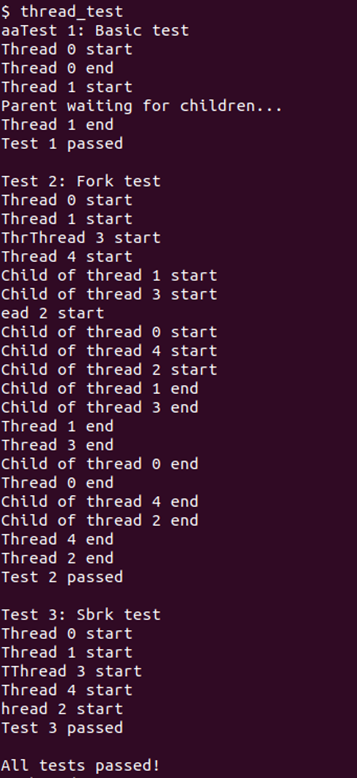 $ thread_test
aaTest 1: Basic test
Thread 0 start
Thread 0 end
Thread 1 start
Parent waiting for children...
Thread 1 end
Test 1 passed

Test 2: Fork test
Thread 0 start
Thread 1 start
ThrThread 3 start
Thread 4 start
Child of thread 1 start
Child of thread 3 start
ead 2 start
Child of thread 0 start
Child of thread 4 start
Child of thread 2 start
Child of thread 1 end
Child of thread 3 end
Thread 1 end
Thread 3 end
Child of thread 0 end
Thread 0 end
Child of thread 4 end
Child of thread 2 end
Thread 4 end
Thread 2 end
Test 2 passed

Test 3: Sbrk test
Thread 0 start
Thread 1 start
TThread 3 start
Thread 4 start
hread 2 start
Test 3 passed

All tests passed!